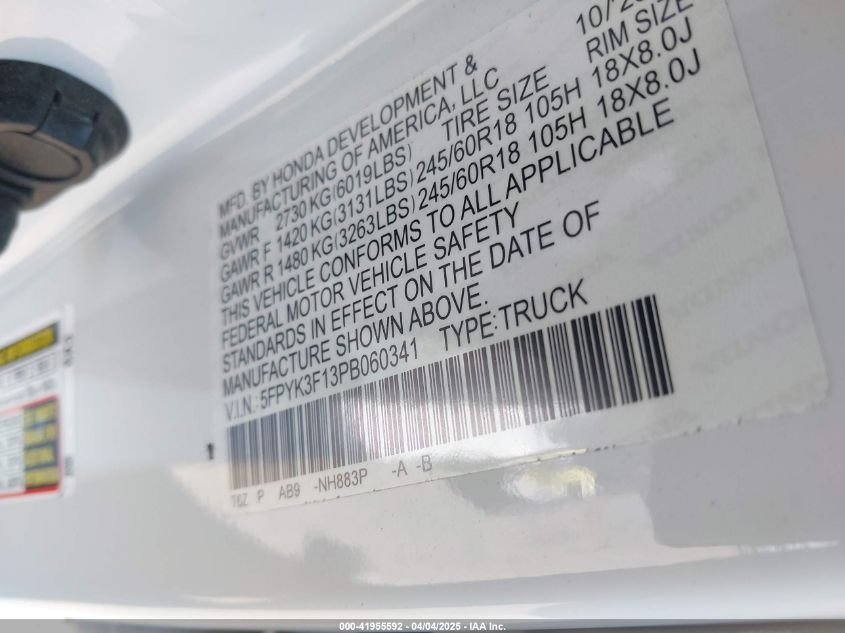 MFD. BY HONDA DEVELOPMENT &
MANUFACTURING OF AMERICA, LLC
GVWR 2730 KG (6019LBS) TIRE SIZE RIM SIZE
GAWR F 1420 KG (3131LBS) 245/60R18 105H 18X8.0J
GAWR R 1480 KG (3263LBS) 245/60R18 105H 18X8.0J
THIS VEHICLE CONFORMS TO ALL APPLICABLE
FEDERAL MOTOR VEHICLE SAFETY
STANDARDS IN EFFECT ON THE DATE OF
MANUFACTURE SHOWN ABOVE.
V.I.N.: 5FPYK3F13PB060341 TYPE: TRUCK
T6Z P AB9 -NH883P -A -B
000-41955592 - 04/04/2025 - IAA Inc.